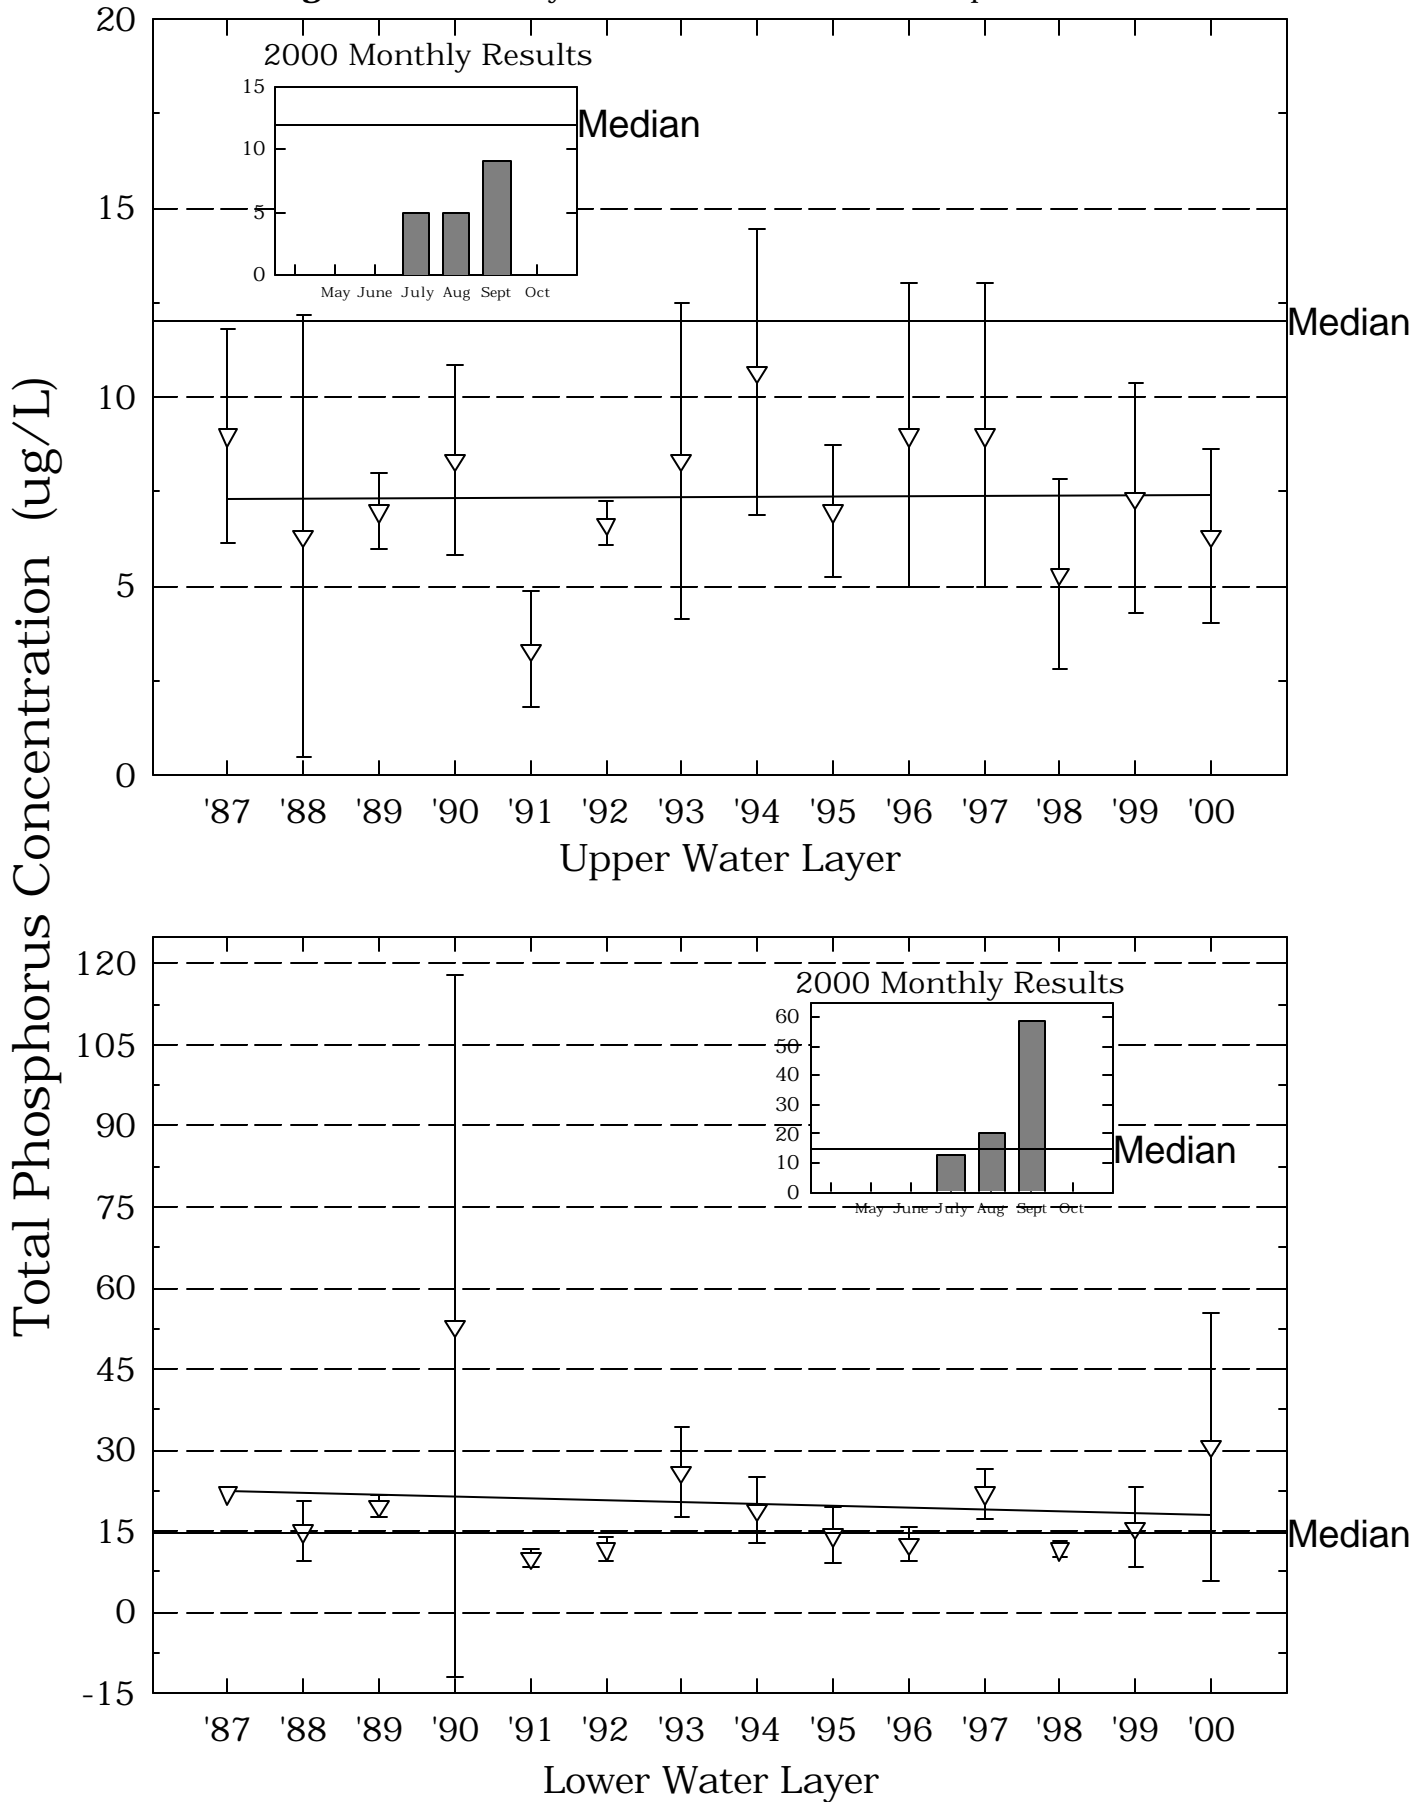 20
2000 Monthly Results
15
Median
10
5
0
May June July Aug Sept Oct
15
Median
10
5
0
'87 '88 '89 '90 '91 '92 '93 '94 '95 '96 '97 '98 '99 '00
Upper Water Layer
Total Phosphorus Concentration (ug/L)
120
2000 Monthly Results
60
50
40
30
20
Median
10
0
May June July Aug Sept Oct
105
90
75
60
45
30
15
Median
0
-15
'87 '88 '89 '90 '91 '92 '93 '94 '95 '96 '97 '98 '99 '00
Lower Water Layer